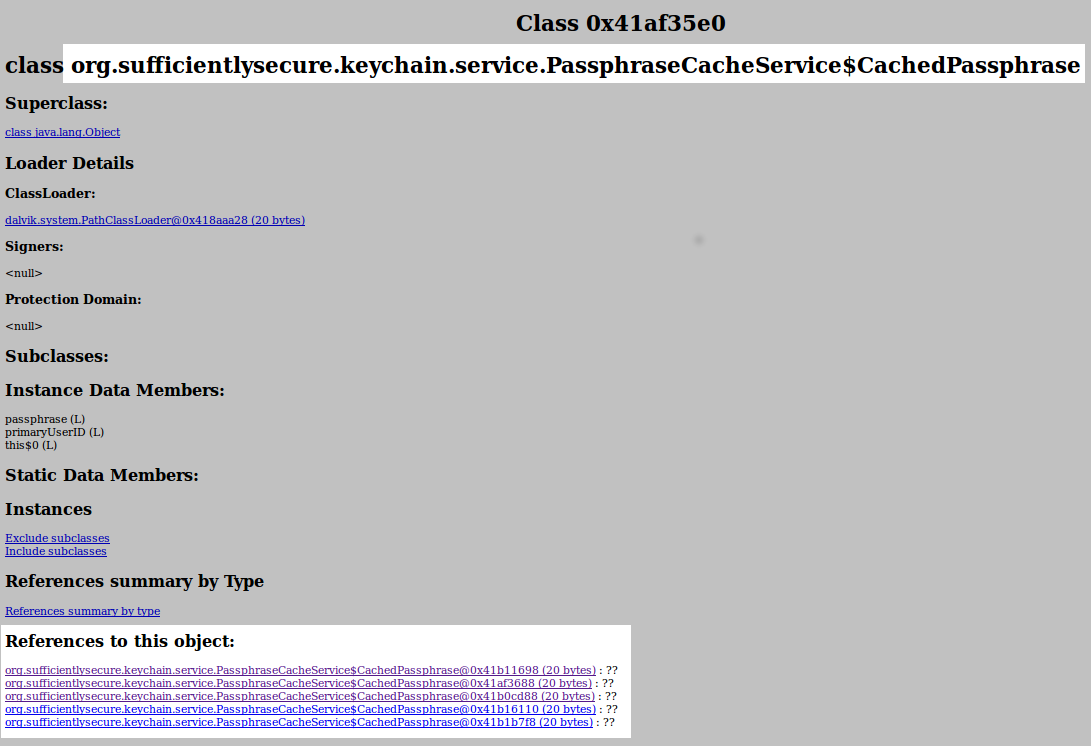 Class 0x41af35e0
class org.sufficientlysecure.keychain.service.PassphraseCacheService$CachedPassphrase
Superclass:
class java.lang.Object
Loader Details
ClassLoader:
dalvik.system.PathClassLoader@0x418aaa28 (20 bytes)
Signers:
<null>
Protection Domain:
<null>
Subclasses:
Instance Data Members:
passphrase (L)
primaryUserID (L)
this$0 (L)
Static Data Members:
Instances
Exclude subclasses
Include subclasses
References summary by Type
References summary by type
References to this object:
org.sufficientlysecure.keychain.service.PassphraseCacheService$CachedPassphrase@0x41b11698 (20 bytes) : ??
org.sufficientlysecure.keychain.service.PassphraseCacheService$CachedPassphrase@0x41af3688 (20 bytes) : ??
org.sufficientlysecure.keychain.service.PassphraseCacheService$CachedPassphrase@0x41b0cd88 (20 bytes) : ??
org.sufficientlysecure.keychain.service.PassphraseCacheService$CachedPassphrase@0x41b16110 (20 bytes) : ??
org.sufficientlysecure.keychain.service.PassphraseCacheService$CachedPassphrase@0x41b1b7f8 (20 bytes) : ??